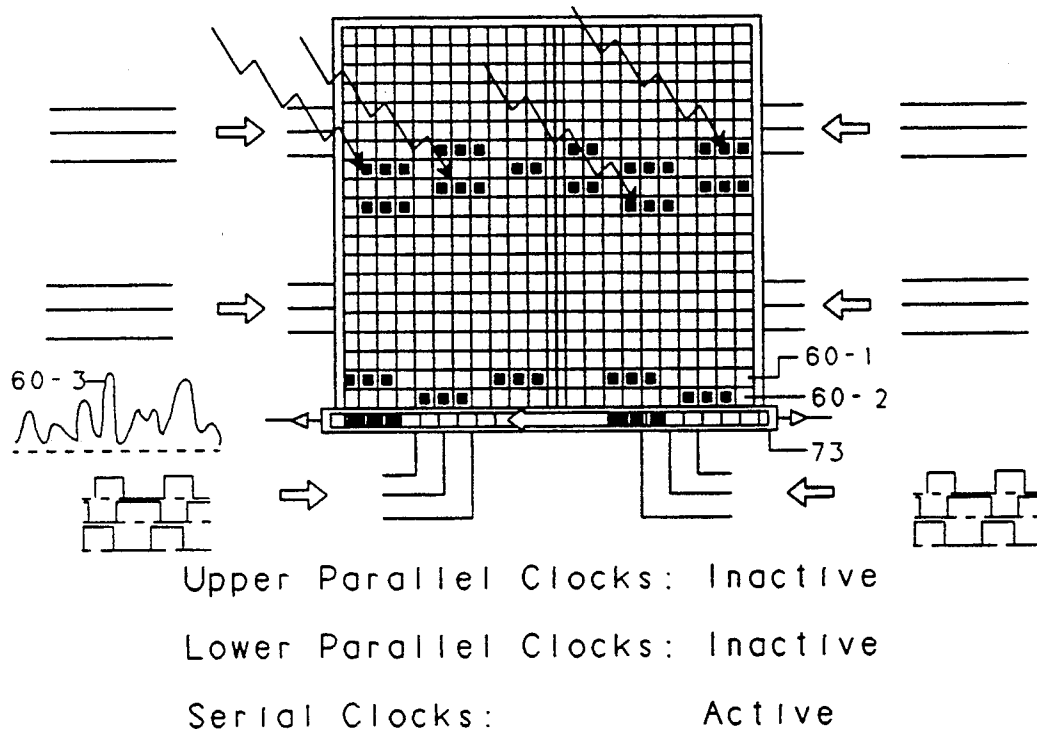 60-1
60-3
60-2
73
Upper Parallel Clocks: Inactive
Lower Parallel Clocks: Inactive
Serial Clocks: Active